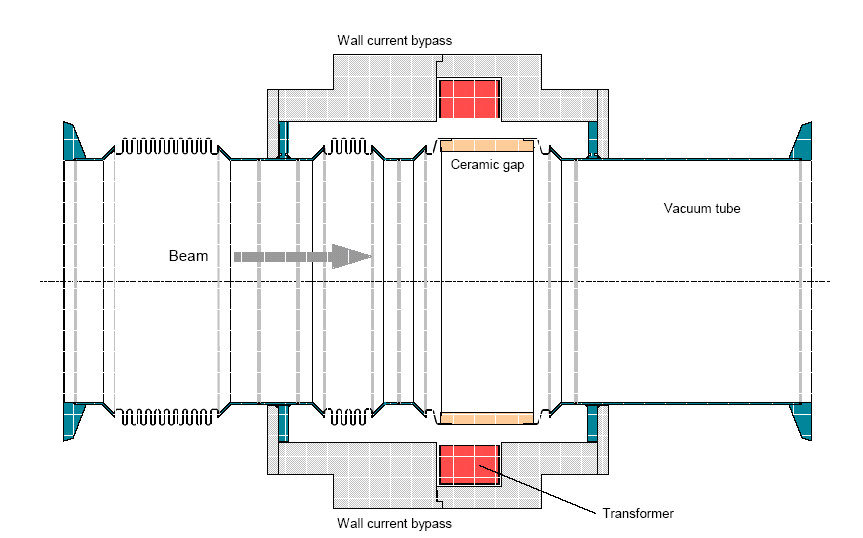 Wall current bypass
Ceramic gap
Vacuum tube
Beam
Transformer
Wall current bypass